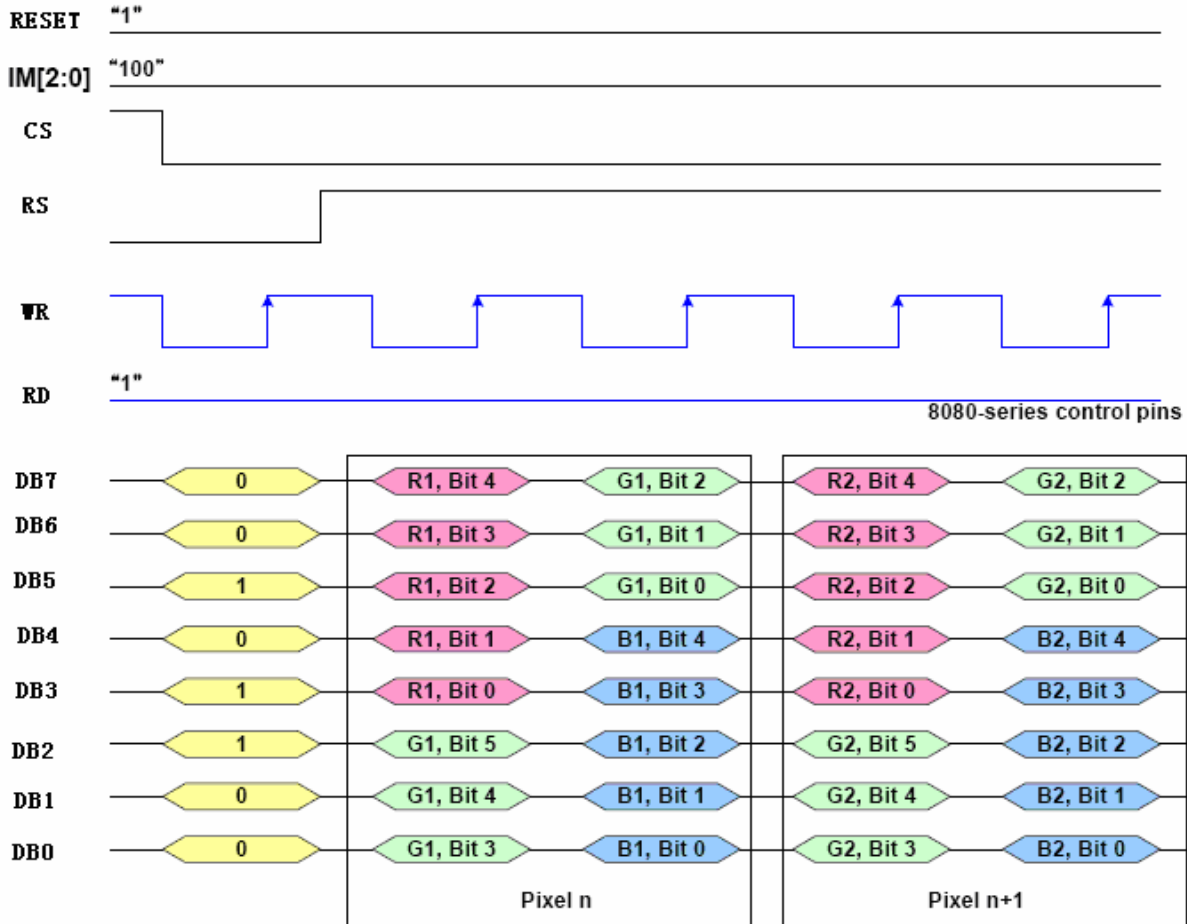 RESET "1"
IM[2:0] "100"
CS
RS
WR
RD "1"
8080-series control pins
DB7 0 R1, Bit 4 G1, Bit 2 R2, Bit 4 G2, Bit 2
DB6 0 R1, Bit 3 G1, Bit 1 R2, Bit 3 G2, Bit 1
DB5 1 R1, Bit 2 G1, Bit 0 R2, Bit 2 G2, Bit 0
DB4 0 R1, Bit 1 B1, Bit 4 R2, Bit 1 B2, Bit 4
DB3 1 R1, Bit 0 B1, Bit 3 R2, Bit 0 B2, Bit 3
DB2 1 G1, Bit 5 B1, Bit 2 G2, Bit 5 B2, Bit 2
DB1 0 G1, Bit 4 B1, Bit 1 G2, Bit 4 B2, Bit 1
DB0 0 G1, Bit 3 B1, Bit 0 G2, Bit 3 B2, Bit 0
Pixel n Pixel n+1